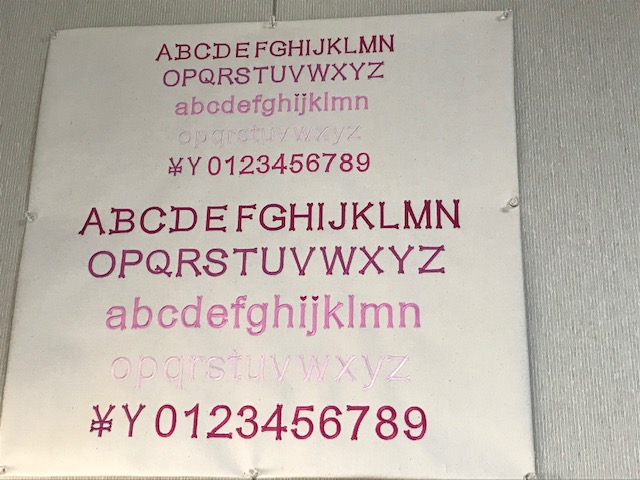 ABCDEFGHIJKLMN
OPQRSTUVWXYZ
abcdefghijklmn
opqrstuvwxyz
¥Y0123456789
ABCDEFGHIJKLMN
OPQRSTUVWXYZ
abcdefghijklmn
opqrstuvwxyz
¥Y0123456789